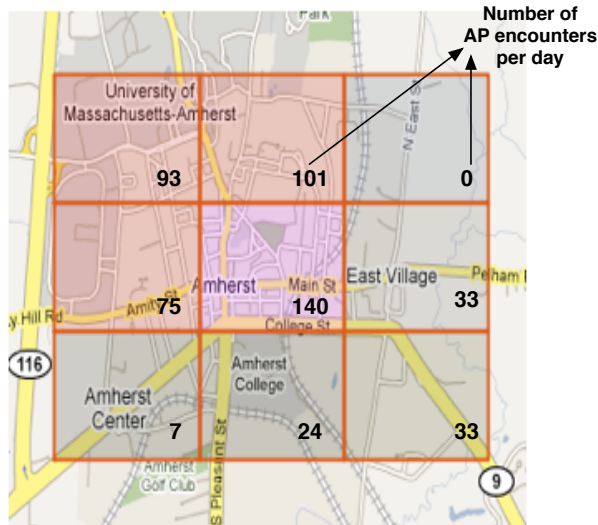 Number of
AP encounters
per day
Park
University of
Massachusetts-Amherst
N East St
93
101
0
Amherst
Main St
East Village
Pelham
Amity St
75
140
33
y Hill Rd
College St
116
Amherst
College
Amherst
Center
7
24
33
S Pleasant St
Amherst
Golf Club
9